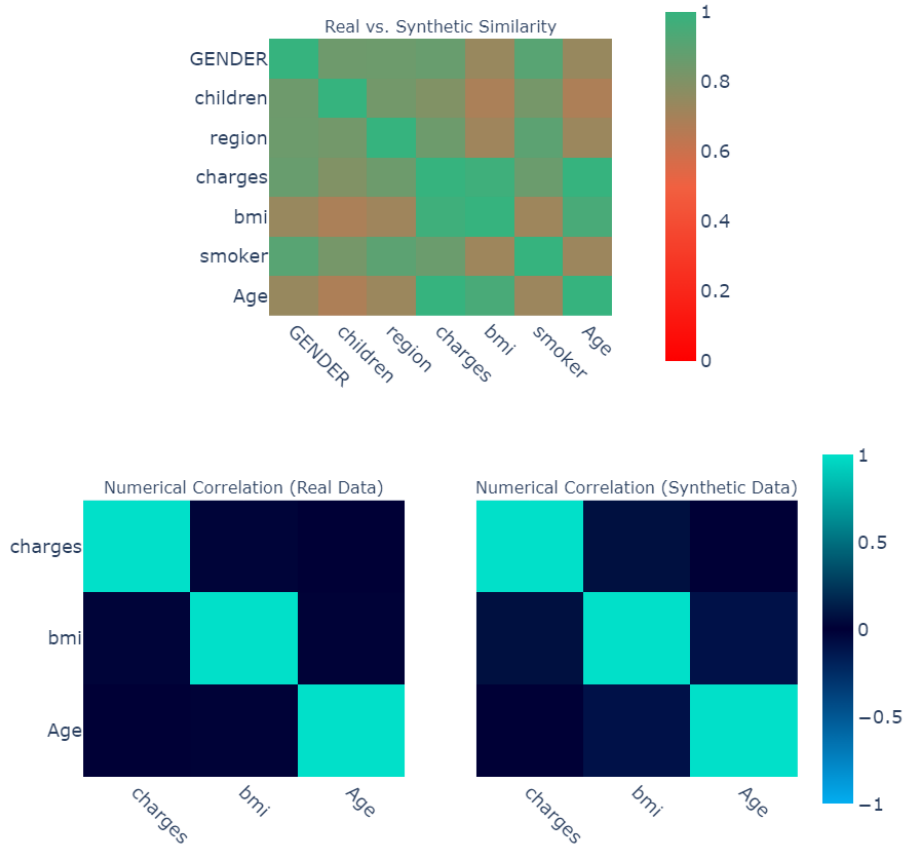 Real vs. Synthetic Similarity
GENDER
children
region
charges
bmi
smoker
Age
GENDER
children
region
charges
bmi
smoker
Age
1
0.8
0.6
0.4
0.2
0
Numerical Correlation (Real Data)
Numerical Correlation (Synthetic Data)
charges
bmi
Age
charges
bmi
Age
charges
bmi
Age
1
0.5
0
−0.5
−1